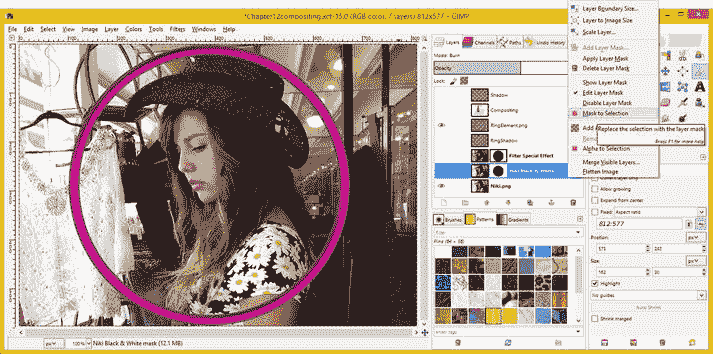 *Chapter12compositing.xcf-15.0 (RGB color, 7 layers) 812x577 – GIMP
File Edit Select View Image Layer Colors Tools Filters Windows Help
100%
Niki Black & White mask (12.1 MB)
Layers Channels Paths Undo History
Mode: Burn
Opacity
Lock:
Shadow
Compositing
RingElement.png
RingShadow
Filter Special Effect
Niki.png
Brushes Patterns Gradients
Layer Boundary Size...
Layer to Image Size
Scale Layer...
Add Layer Mask...
Apply Layer Mask
Delete Layer Mask
Show Layer Mask
Edit Layer Mask
Disable Layer Mask
Mask to Selection
Replace the selection with the layer mask
Press F1 for more help
Alpha to Selection
Merge Visible Layers...
Flatten Image
Allow growing
Expand from center
Fixed: Aspect ratio
812:577
Position: px
Size: px
Highlight
No guides
Auto Shrink
Shrink merged